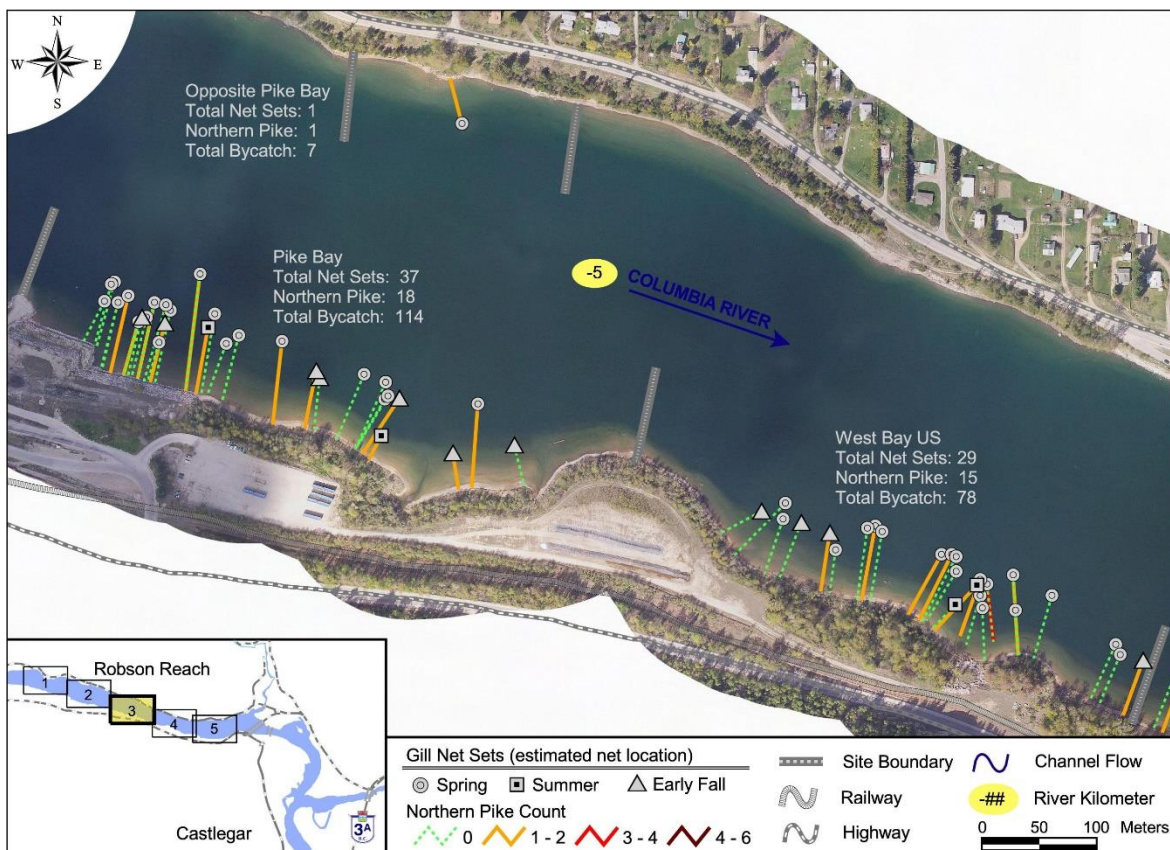 N
W E
S
Opposite Pike Bay
Total Net Sets: 1
Northern Pike: 1
Total Bycatch: 7
Pike Bay
Total Net Sets: 37
Northern Pike: 18
Total Bycatch: 114
-5
COLUMBIA RIVER
West Bay US
Total Net Sets: 29
Northern Pike: 15
Total Bycatch: 78
Robson Reach
1
2
3
4
5
Castlegar
3A
Gill Net Sets (estimated net location)
Spring Summer Early Fall
Northern Pike Count
0 1 - 2 3 - 4 4 - 6
Site Boundary
Railway
Highway
Channel Flow
-## River Kilometer
0 50 100 Meters